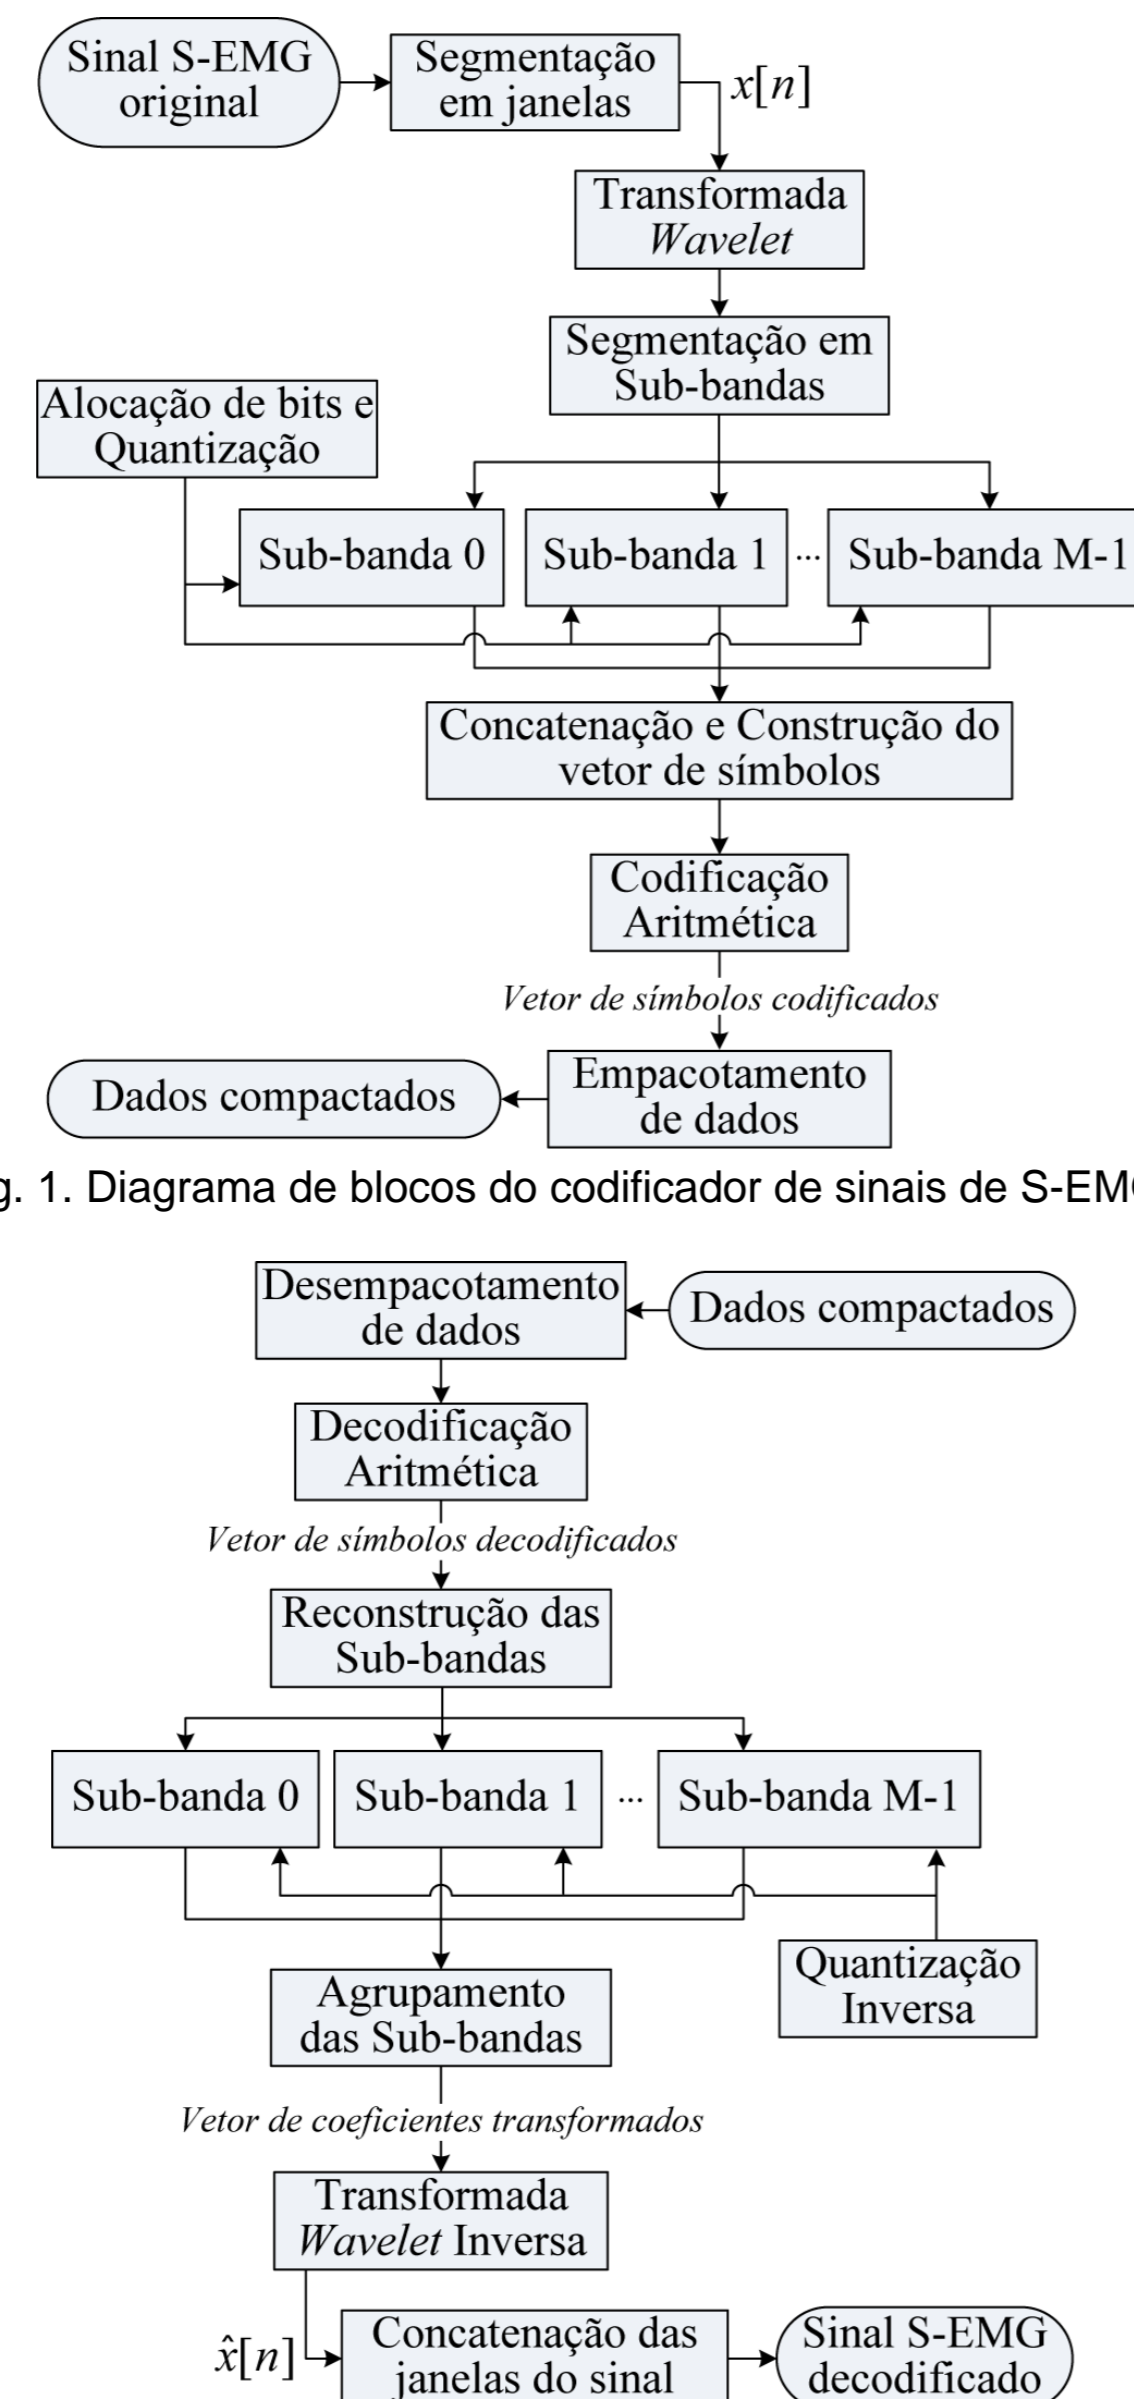 Sinal S-EMG
original
Segmentação
em janelas
x[n]
Transformada
Wavelet
Segmentação em
Sub-bandas
Alocação de bits e
Quantização
Sub-banda 0
Sub-banda 1
...
Sub-banda M-1
Concatenação e Construção do
vetor de símbolos
Codificação
Aritmética
Vetor de símbolos codificados
Empacotamento
de dados
Dados compactados
g. 1. Diagrama de blocos do codificador de sinais de S-EMG
Desempacotamento
de dados
Dados compactados
Decodificação
Aritmética
Vetor de símbolos decodificados
Reconstrução das
Sub-bandas
Sub-banda 0
Sub-banda 1
...
Sub-banda M-1
Quantização
Inversa
Agrupamento
das Sub-bandas
Vetor de coeficientes transformados
Transformada
Wavelet Inversa
x̂[n]
Concatenação das
janelas do sinal
Sinal S-EMG
decodificado